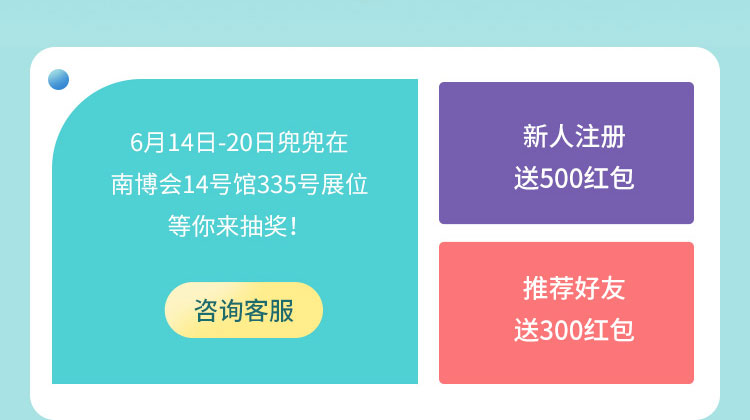 6月14日-20日兜兜在
南博会14号馆335号展位
等你来抽奖！
咨询客服
新人注册
送500红包
推荐好友
送300红包